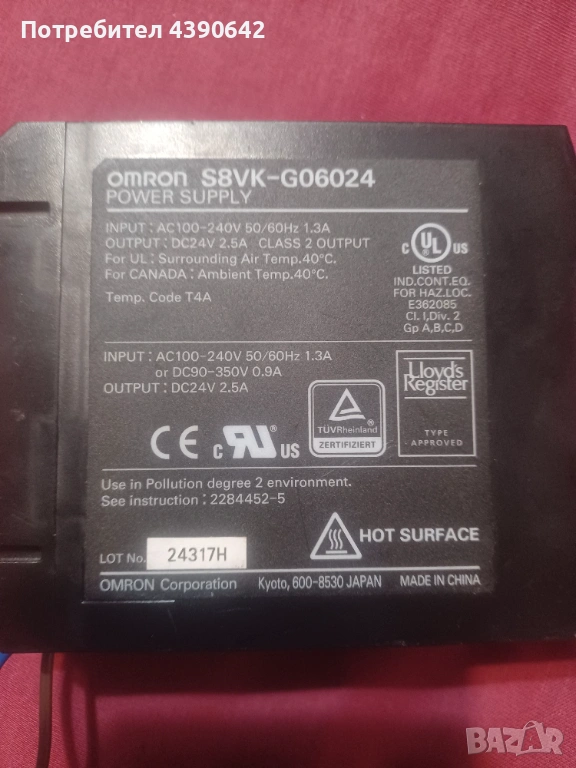 Потребител 4390642
OMRON S8VK-G06024
POWER SUPPLY
INPUT : AC100-240V 50/60Hz 1.3A
OUTPUT : DC24V 2.5A CLASS 2 OUTPUT
For UL : Surrounding Air Temp.40°C.
For CANADA : Ambient Temp.40°C.
Temp. Code T4A
C UL US
®
LISTED
IND.CONT.EQ.
FOR HAZ.LOC.
E362085
Cl. I,Div. 2
Gp A,B,C,D
INPUT : AC100-240V 50/60Hz 1.3A
or DC90-350V 0.9A
OUTPUT : DC24V 2.5A
CE
c RU US
TÜVRheinland
ZERTIFIZIERT
Lloyd's
Register
TYPE
APPROVED
Use in Pollution degree 2 environment.
See instruction : 2284452-5
HOT SURFACE
LOT No. 24317H
OMRON Corporation Kyoto, 600-8530 JAPAN MADE IN CHINA
BAZAR